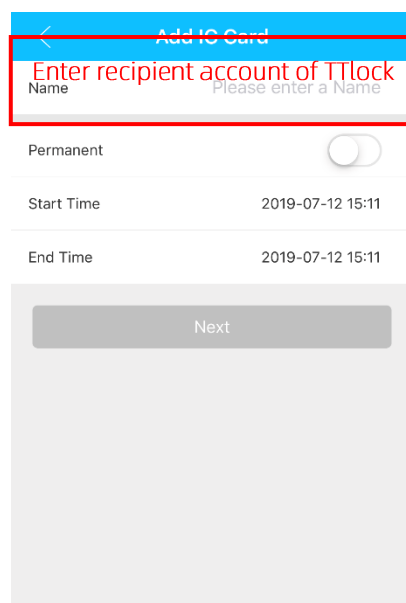 Add IC Card
Enter recipient account of TTlock
Name Please enter a Name
Permanent
Start Time 2019-07-12 15:11
End Time 2019-07-12 15:11
Next